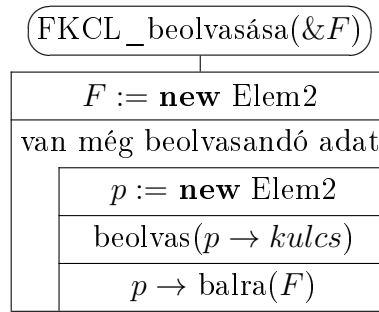 FKCL_beolvasása(&F)
F := new Elem2
van még beolvasandó adat
p := new Elem2
beolvas(p → kulcs)
p → balra(F)